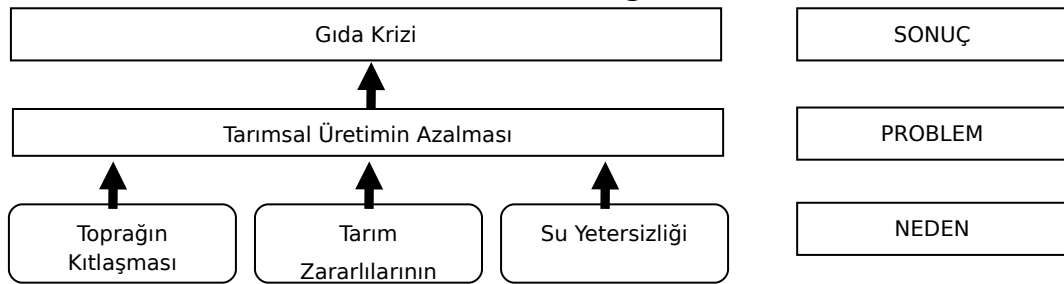 Gıda Krizi
SONUÇ
Tarımsal Üretimin Azalması
PROBLEM
Toprağın
Kıtlaşması
Tarım
Zararlılarının
Su Yetersizliği
NEDEN